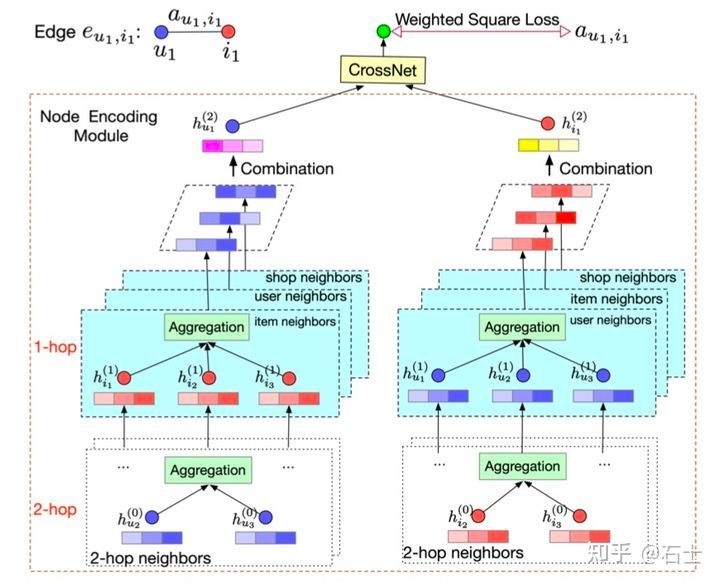 Edge e_{u_1,i_1}: a_{u_1,i_1}
u_1 i_1
Weighted Square Loss a_{u_1,i_1}
CrossNet
Node Encoding
Module
h_{u_1}^{(2)} h_{i_1}^{(2)}
Combination Combination
shop neighbors shop neighbors
user neighbors item neighbors
item neighbors user neighbors
Aggregation Aggregation
1-hop
h_{i_1}^{(1)} h_{i_2}^{(1)} h_{i_3}^{(1)} h_{u_1}^{(1)} h_{u_2}^{(1)} h_{u_3}^{(1)}
... ... ... ...
Aggregation Aggregation
2-hop
h_{u_2}^{(0)} h_{u_3}^{(0)} h_{i_2}^{(0)} h_{i_3}^{(0)}
2-hop neighbors 2-hop neighbors
知乎 @石士